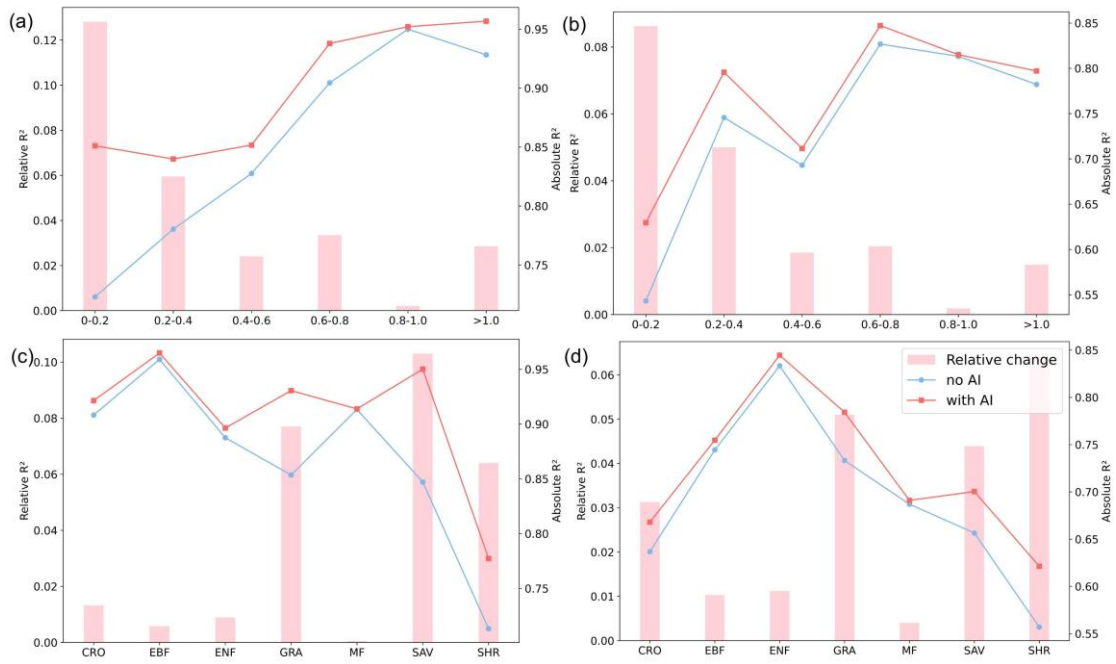 (a)
Relative R²
0.12
0.10
0.08
0.06
0.04
0.02
0.00
0-0.2
0.2-0.4
0.4-0.6
0.6-0.8
0.8-1.0
>1.0
0.95
0.90
0.85
0.80
0.75
Absolute R²
(b)
Relative R²
0.08
0.06
0.04
0.02
0.00
0-0.2
0.2-0.4
0.4-0.6
0.6-0.8
0.8-1.0
>1.0
0.85
0.80
0.75
0.70
0.65
0.60
0.55
Absolute R²
(c)
Relative R²
0.10
0.08
0.06
0.04
0.02
0.00
CRO
EBF
ENF
GRA
MF
SAV
SHR
0.95
0.90
0.85
0.80
0.75
Absolute R²
(d)
Relative R²
0.06
0.05
0.04
0.03
0.02
0.01
0.00
CRO
EBF
ENF
GRA
MF
SAV
SHR
0.85
0.80
0.75
0.70
0.65
0.60
0.55
Absolute R²
Relative change
no AI
with AI